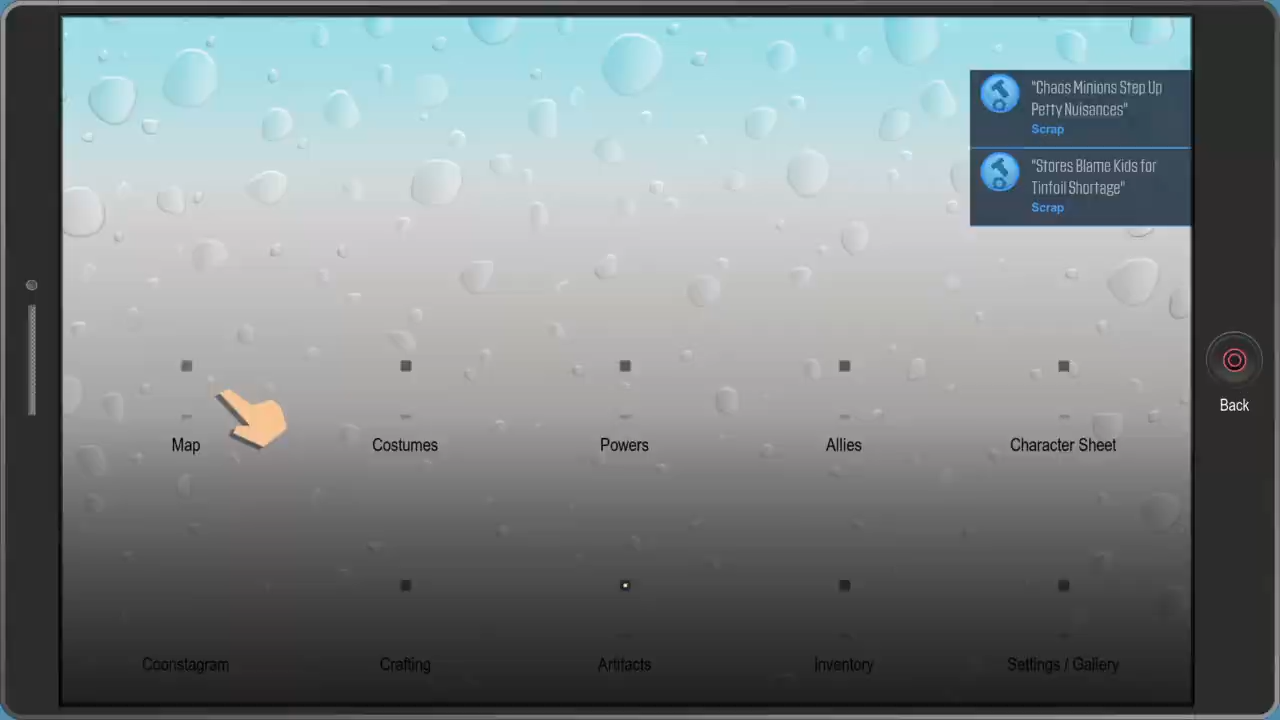 "Chaos Minions Step Up
Petty Nuisances"
Scrap
"Stores Blame Kids for
Tinfoil Shortage"
Scrap
Back
Map
Costumes
Powers
Allies
Character Sheet
Coonstagram
Crafting
Artifacts
Inventory
Settings / Gallery